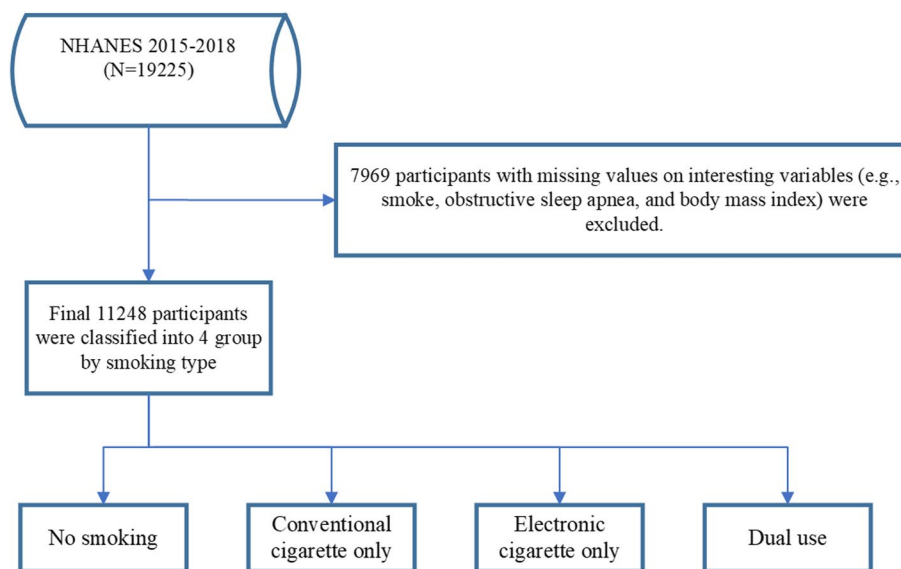 NHANES 2015-2018
(N=19225)
7969 participants with missing values on interesting variables (e.g.,
smoke, obstructive sleep apnea, and body mass index) were
excluded.
Final 11248 participants
were classified into 4 group
by smoking type
No smoking
Conventional
cigarette only
Electronic
cigarette only
Dual use